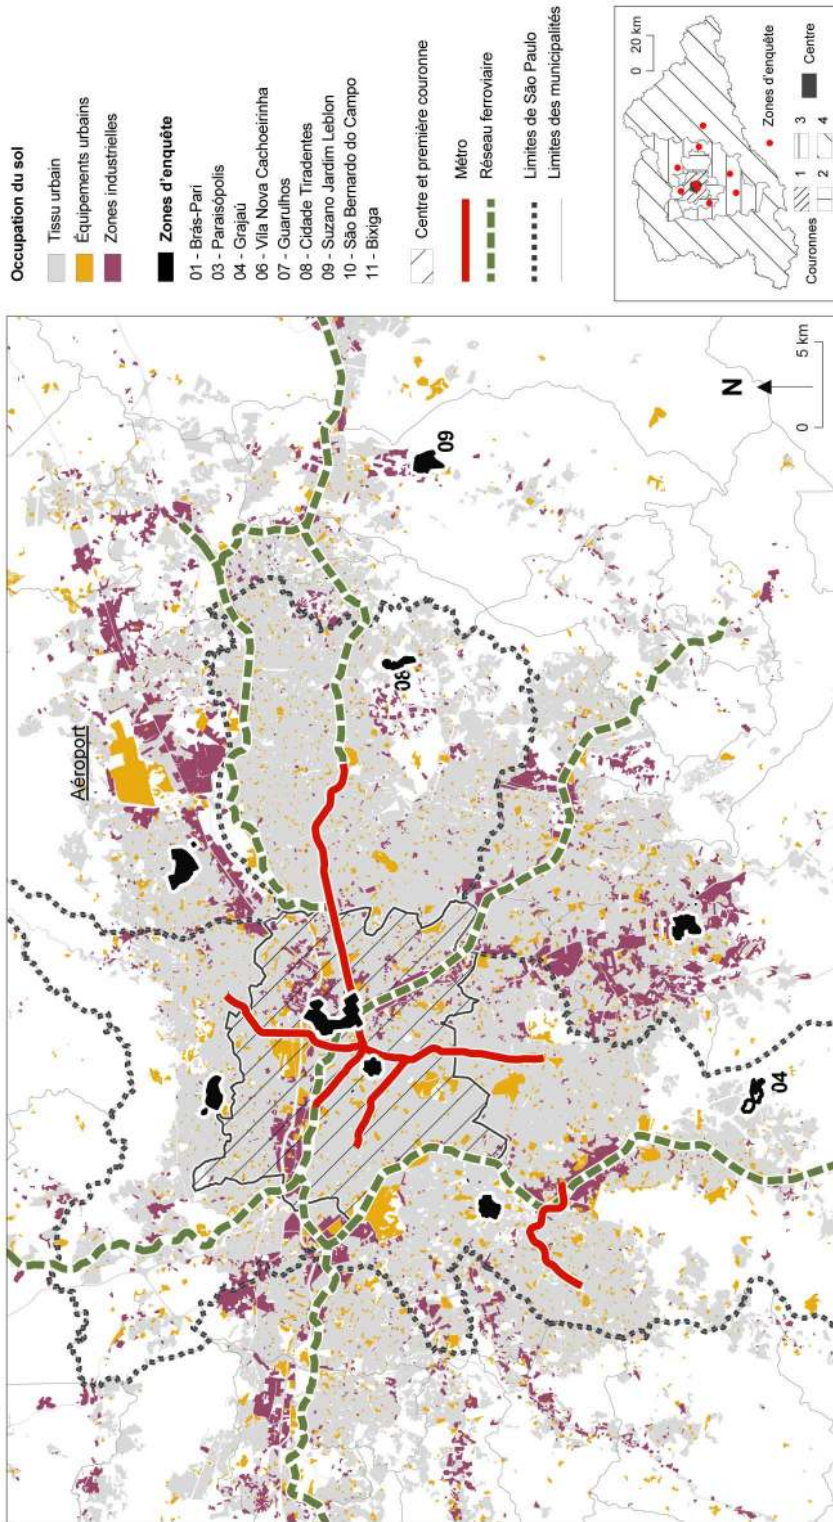 Occupation du sol
Tissu urbain
Équipements urbains
Zones industrielles
Zones d'enquête
01 - Brás-Pari
03 - Paraisópolis
04 - Grajaú
06 - Vila Nova Cachoeirinha
07 - Guarulhos
08 - Cidade Tiradentes
09 - Suzano Jardim Leblon
10 - São Bernardo do Campo
11 - Bixiga
Centre et première couronne
Métro
Réseau ferroviaire
Limites de São Paulo
Limites des municipalités
0 20 km
Couronnes
1 3
2 4
Zones d'enquête
Centre
Aéroport
09
08
04
N
0 5 km